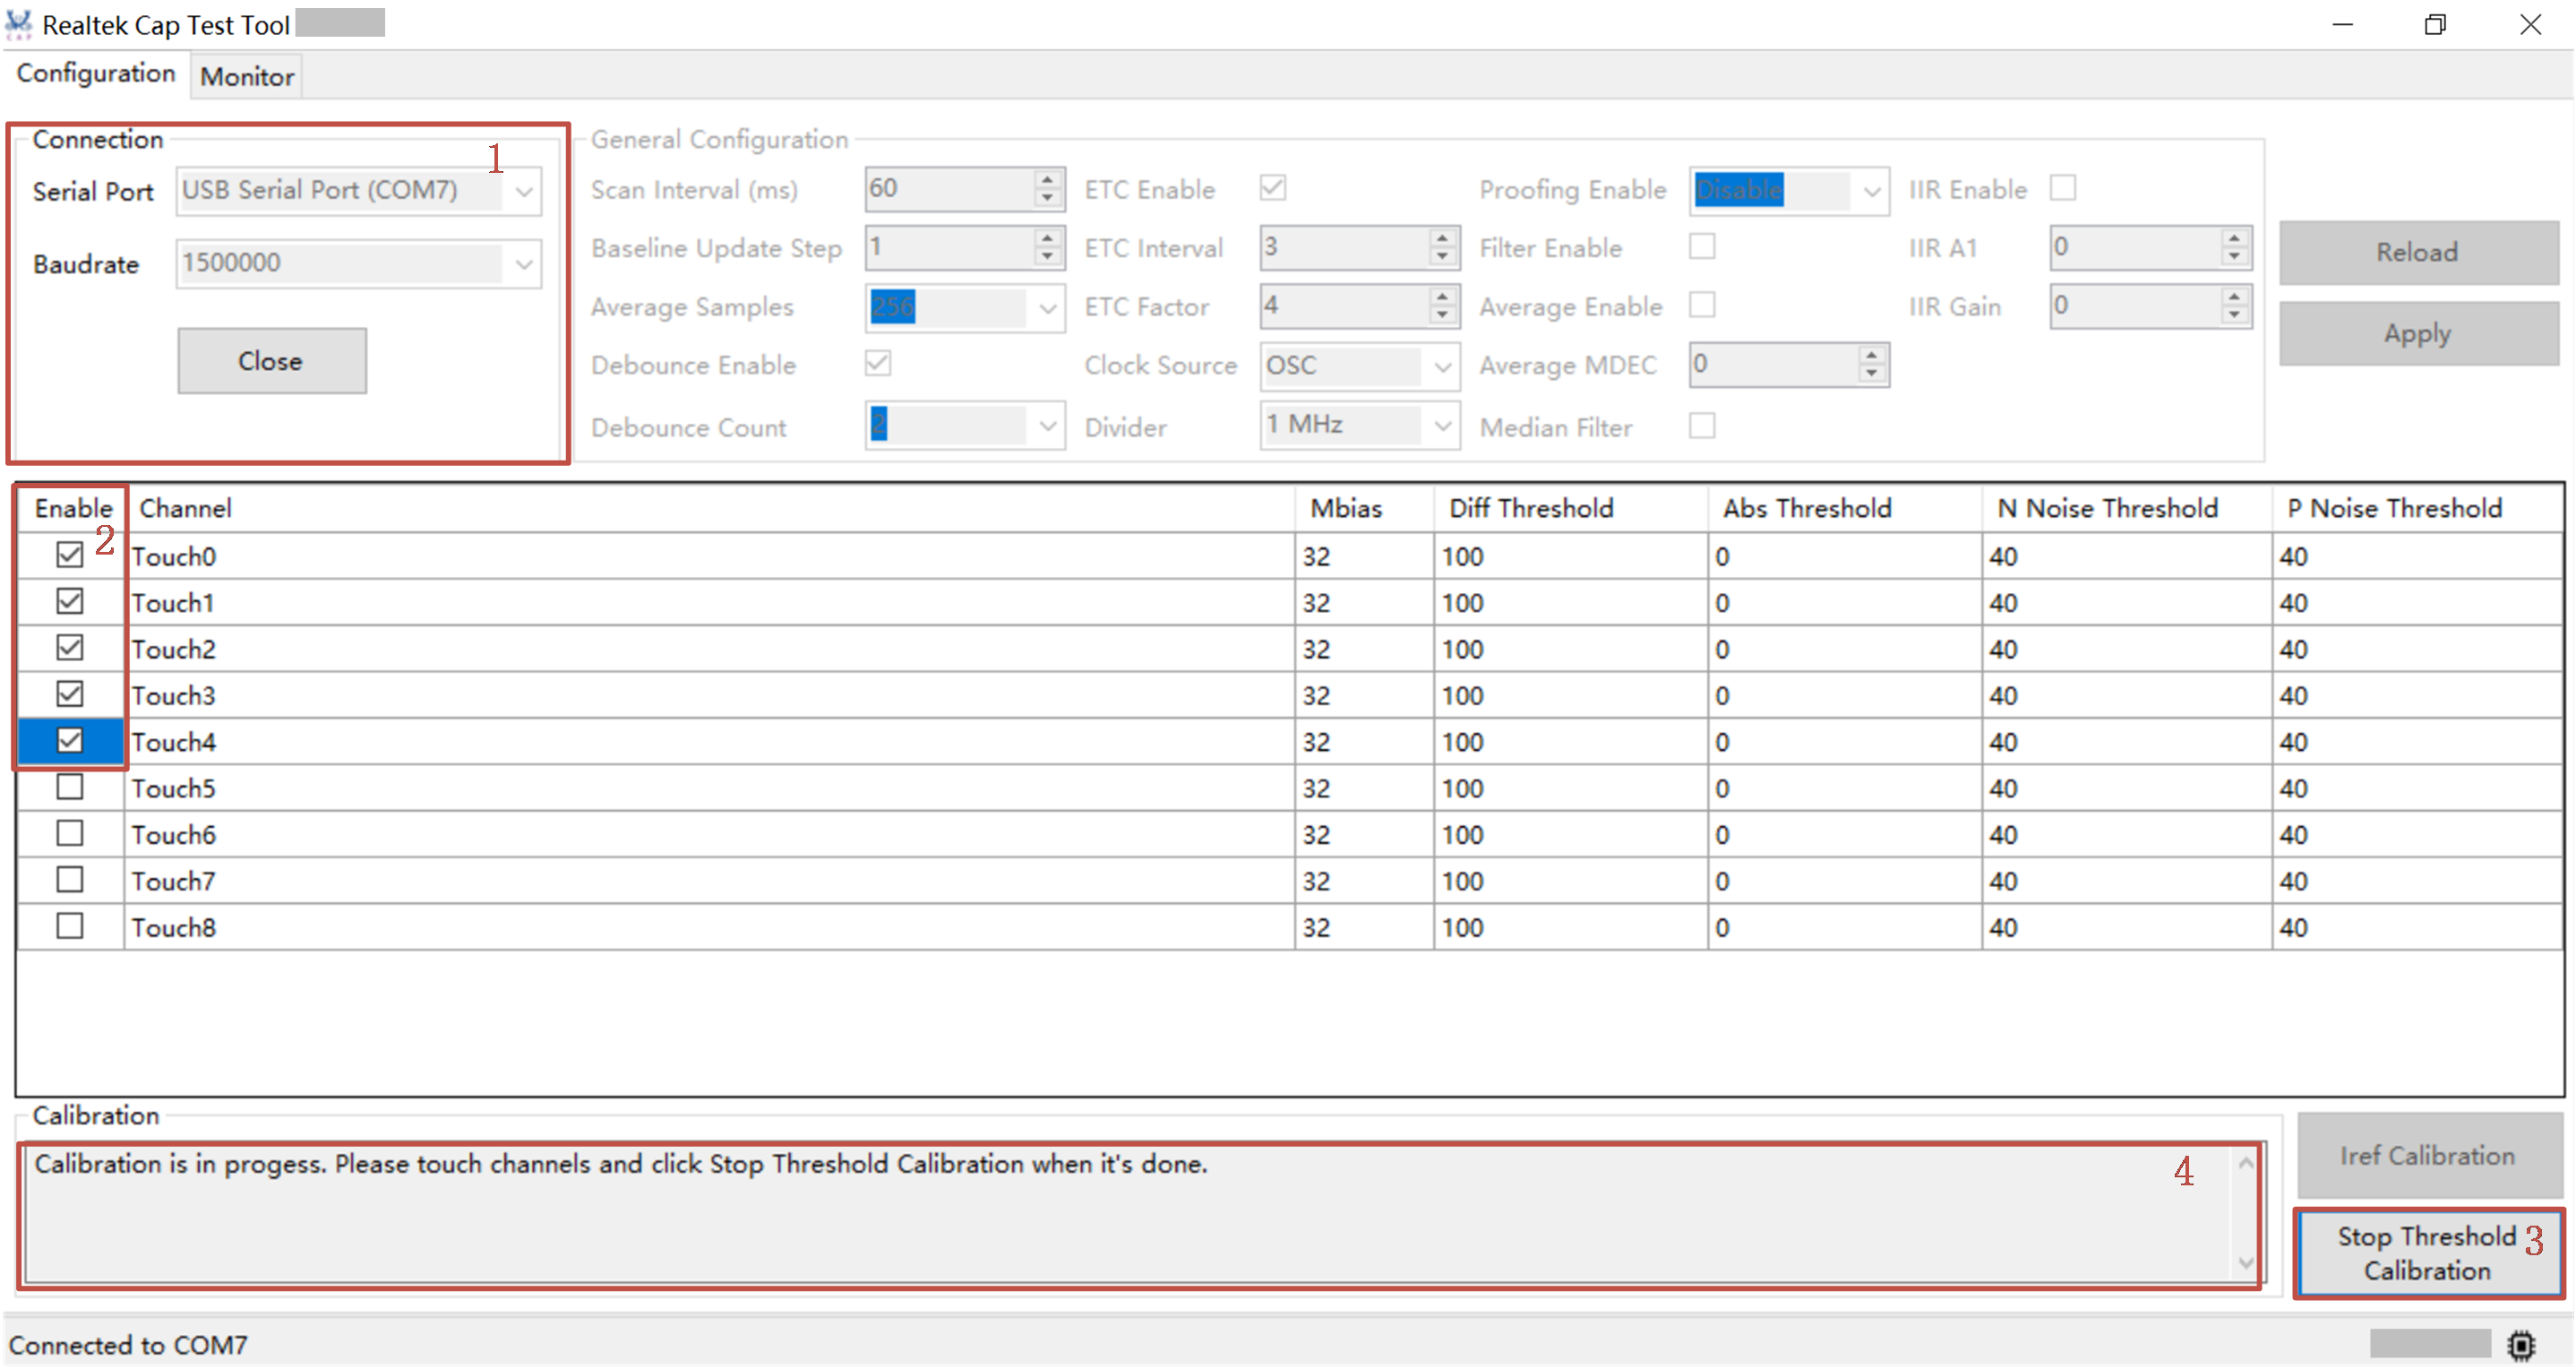 Realtek Cap Test Tool
CAP
Configuration Monitor
Connection
1
Serial Port USB Serial Port (COM7)
Baudrate 1500000
Close
General Configuration
Scan Interval (ms) 60 ETC Enable Proofing Enable Disable IIR Enable
Baseline Update Step 1 ETC Interval 3 Filter Enable IIR A1 0
Average Samples 256 ETC Factor 4 Average Enable IIR Gain 0
Debounce Enable Clock Source OSC Average MDEC 0
Debounce Count 2 Divider 1 MHz Median Filter
Reload
Apply
Enable Channel Mbias Diff Threshold Abs Threshold N Noise Threshold P Noise Threshold
2
Touch0 32 100 0 40 40
Touch1 32 100 0 40 40
Touch2 32 100 0 40 40
Touch3 32 100 0 40 40
Touch4 32 100 0 40 40
Touch5 32 100 0 40 40
Touch6 32 100 0 40 40
Touch7 32 100 0 40 40
Touch8 32 100 0 40 40
Calibration
Calibration is in progess. Please touch channels and click Stop Threshold Calibration when it's done.
4
Iref Calibration
Stop Threshold
Calibration
3
Connected to COM7